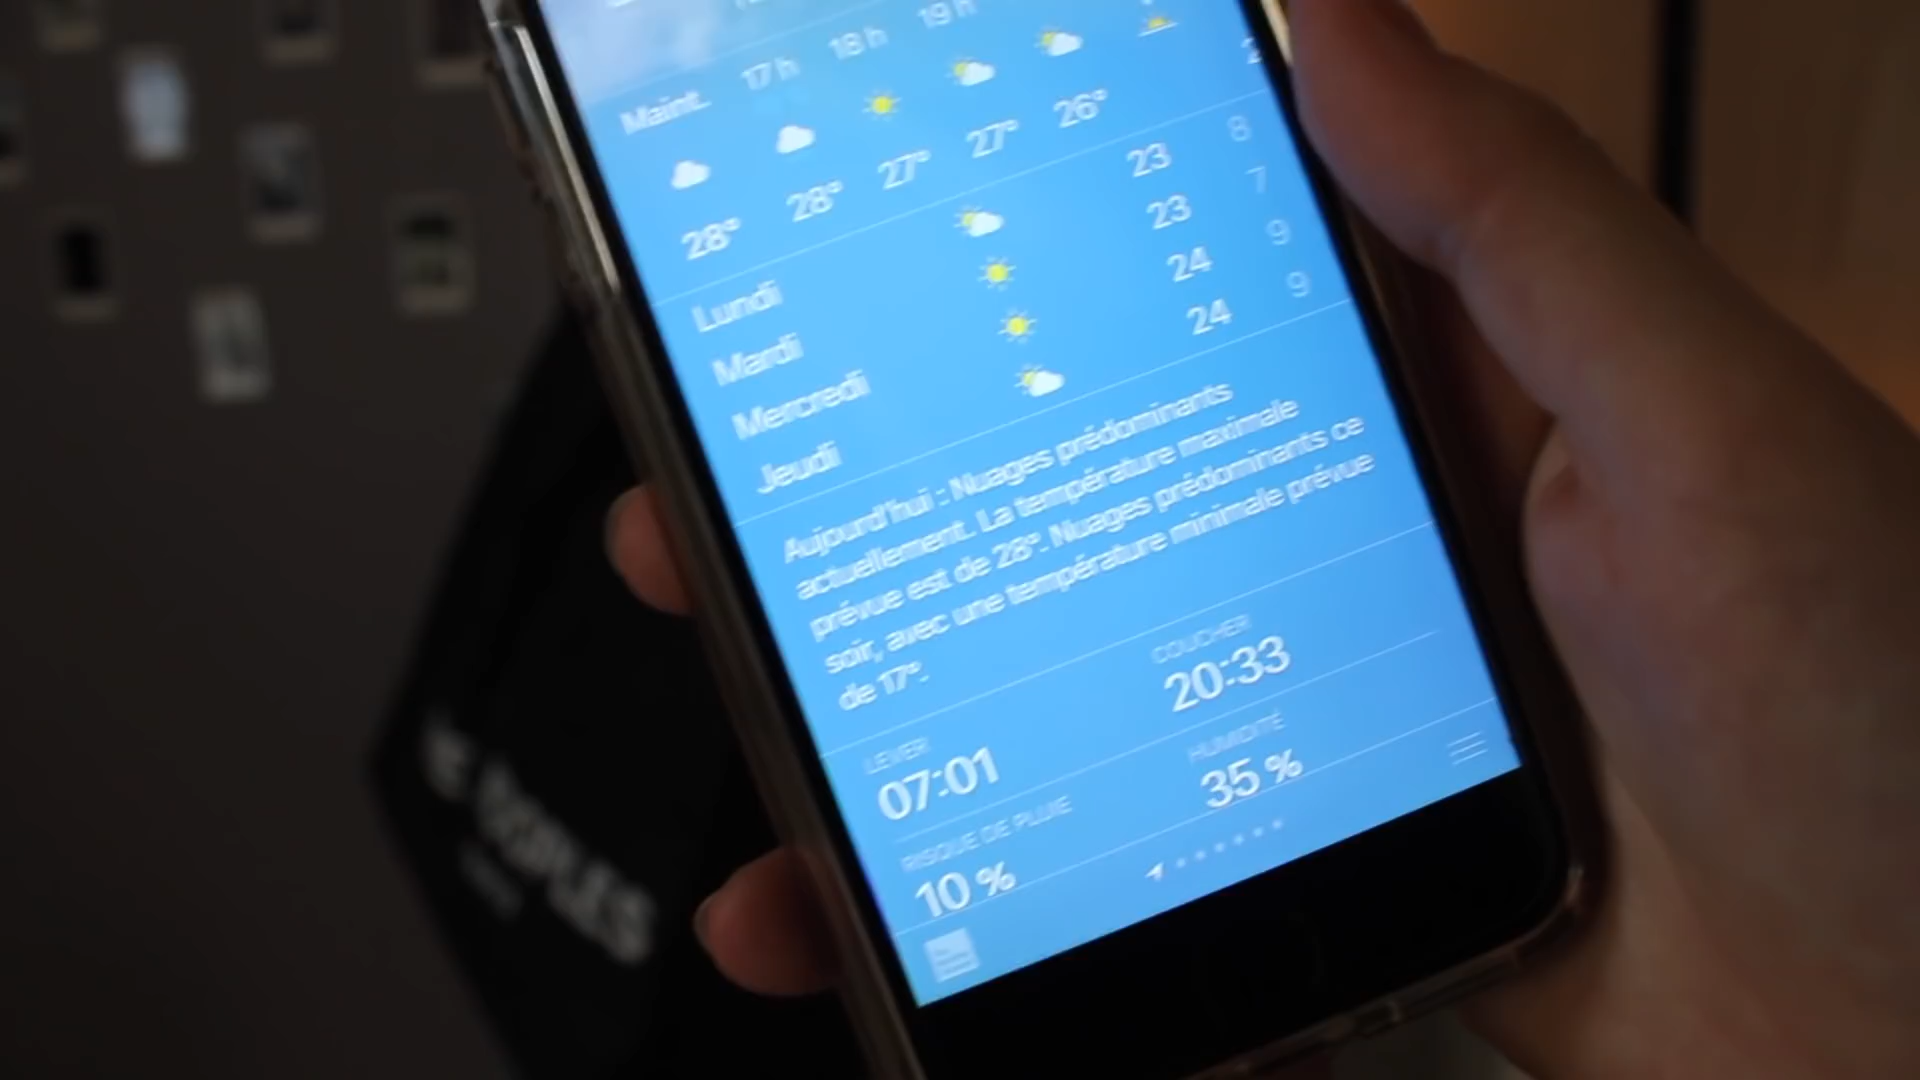 Maint. 17 h 18 h 19 h
28° 28° 27° 27° 26°
Lundi 23 8
Mardi 23 7
Mercredi 24 9
Jeudi 24 9
Aujourd'hui : Nuages prédominants
actuellement. La température maximale
prévue est de 28°. Nuages prédominants ce
soir, avec une température minimale prévue
de 17°.
LEVER COUCHER
07:01 20:33
RISQUE DE PLUIE HUMIDITÉ
10 % 35 %